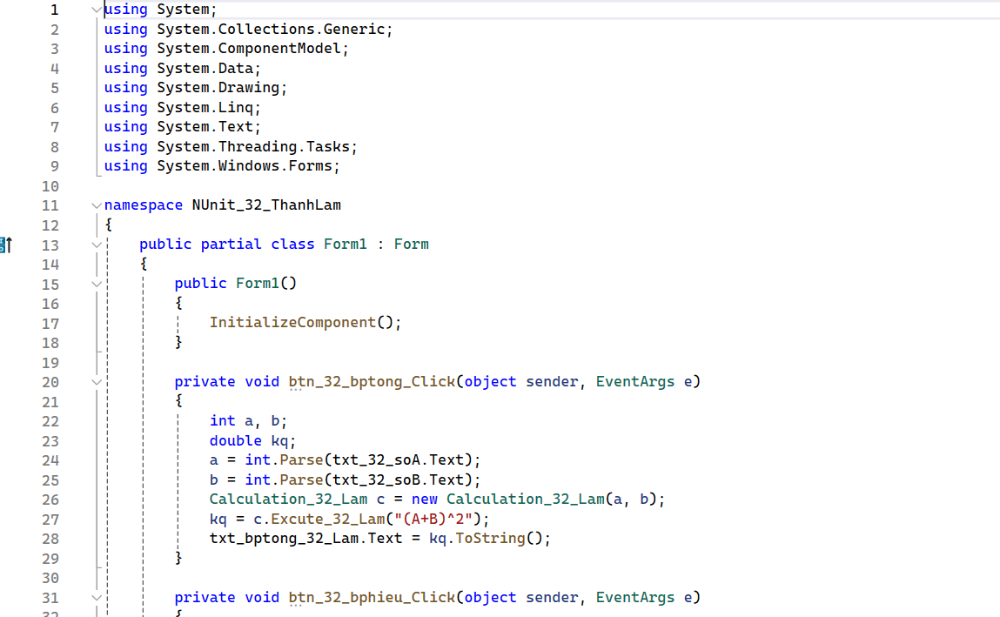 1 using System;
2 using System.Collections.Generic;
3 using System.ComponentModel;
4 using System.Data;
5 using System.Drawing;
6 using System.Linq;
7 using System.Text;
8 using System.Threading.Tasks;
9 using System.Windows.Forms;
10
11 namespace NUnit_32_ThanhLam
12 {
13     public partial class Form1 : Form
14     {
15         public Form1()
16         {
17             InitializeComponent();
18         }
19
20         private void btn_32_bptong_Click(object sender, EventArgs e)
21         {
22             int a, b;
23             double kq;
24             a = int.Parse(txt_32_soA.Text);
25             b = int.Parse(txt_32_soB.Text);
26             Calculation_32_Lam c = new Calculation_32_Lam(a, b);
27             kq = c.Excute_32_Lam("(A+B)^2");
28             txt_bptong_32_Lam.Text = kq.ToString();
29         }
30
31         private void btn_32_bphieu_Click(object sender, EventArgs e)
32         {